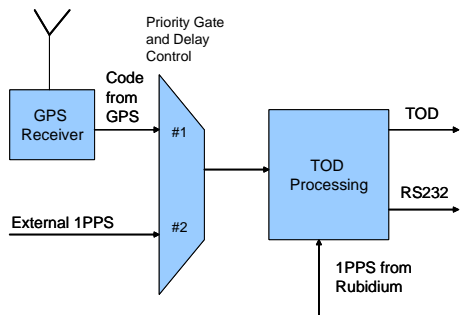 Priority Gate
and Delay
Control
GPS
Receiver
Code
from
GPS
#1
TOD
Processing
TOD
RS232
External 1PPS
#2
1PPS from
Rubidium